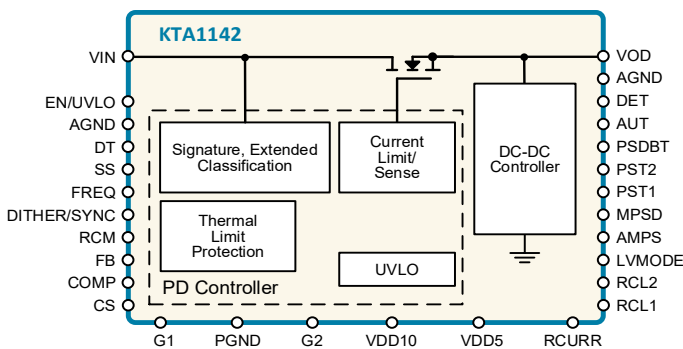 KTA1142
VIN
EN/UVLO
AGND
DT
SS
FREQ
DITHER/SYNC
RCM
FB
COMP
CS
Signature, Extended
Classification
Current
Limit/
Sense
Thermal
Limit
Protection
UVLO
PD Controller
DC-DC
Controller
VOD
AGND
DET
AUT
PSDBT
PST2
PST1
MPSD
AMPS
LVMODE
RCL2
RCL1
G1
PGND
G2
VDD10
VDD5
RCURR